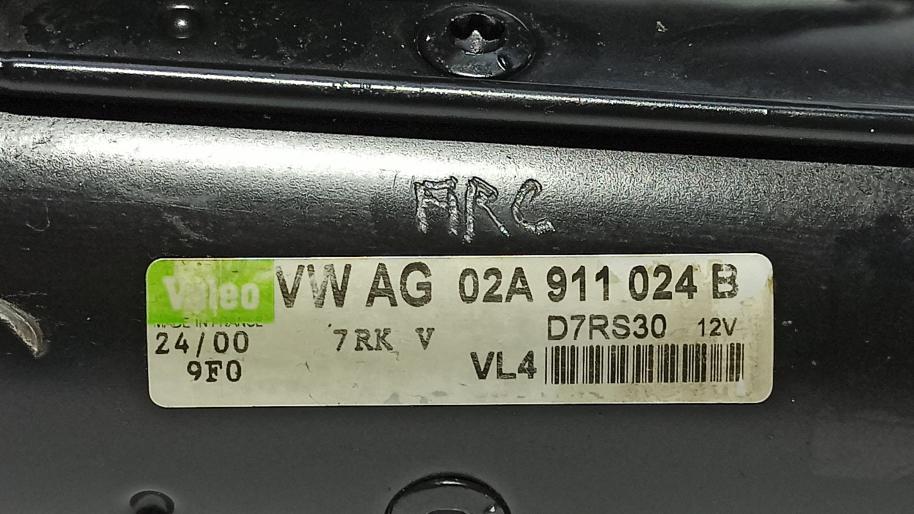 ARC
Valeo VW AG 02A 911 024 B
MADE IN FRANCE
D7RS30 12V
24/00 7RK V
9F0 VL4